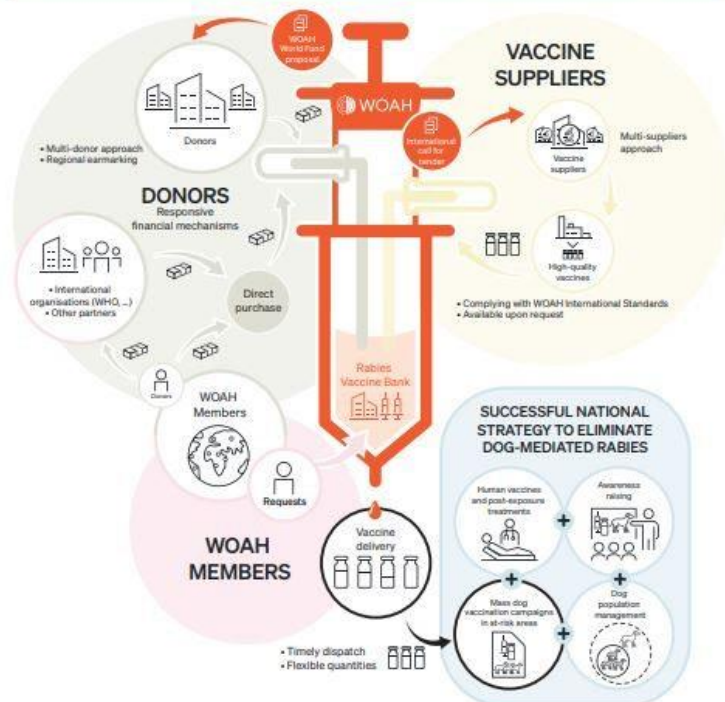 WOAH
World Fund
proposal
WOAH
VACCINE
SUPPLIERS
International
call for
tender
Vaccine
suppliers
Multi-suppliers
approach
Donors
• Multi-donor approach
• Regional earmarking
DONORS
Responsive
financial mechanisms
High-quality
vaccines
• Complying with WOAH International Standards
• Available upon request
• International
organisations (WHO, ...)
• Other partners
Direct
purchase
Donors
WOAH
Members
Requests
WOAH
MEMBERS
Rabies
Vaccine Bank
Vaccine
delivery
• Timely dispatch
• Flexible quantities
SUCCESSFUL NATIONAL
STRATEGY TO ELIMINATE
DOG-MEDIATED RABIES
Human vaccines
and post-exposure
treatments
Awareness
raising
Mass dog
vaccination campaigns
in at-risk areas
Dog
population
management